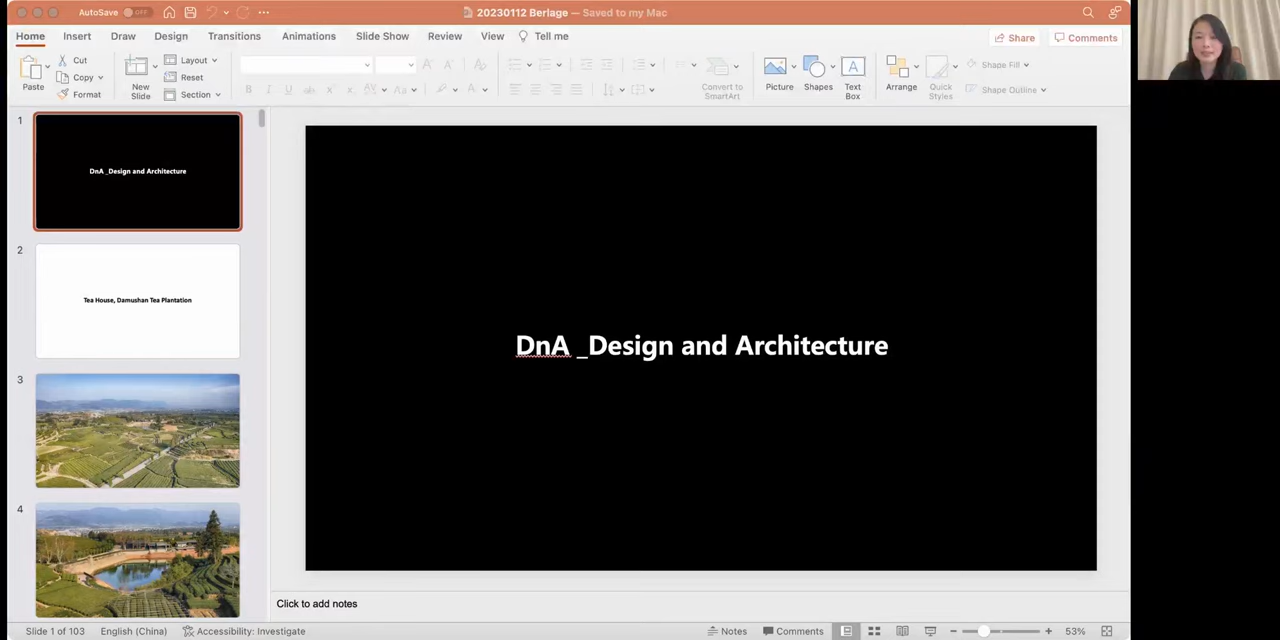 AutoSave OFF
20230112 Berlage — Saved to my Mac
Home Insert Draw Design Transitions Animations Slide Show Review View Tell me
Share Comments
Paste Cut Copy Format
New Slide Layout Reset Section
Convert to SmartArt
Picture Shapes Text Box
Arrange Quick Styles Shape Fill Shape Outline
1
DnA _Design and Architecture
2
Tea House, Damushan Tea Plantation
3
4
DnA _Design and Architecture
Click to add notes
Slide 1 of 103 English (China) Accessibility: Investigate Notes Comments 53%